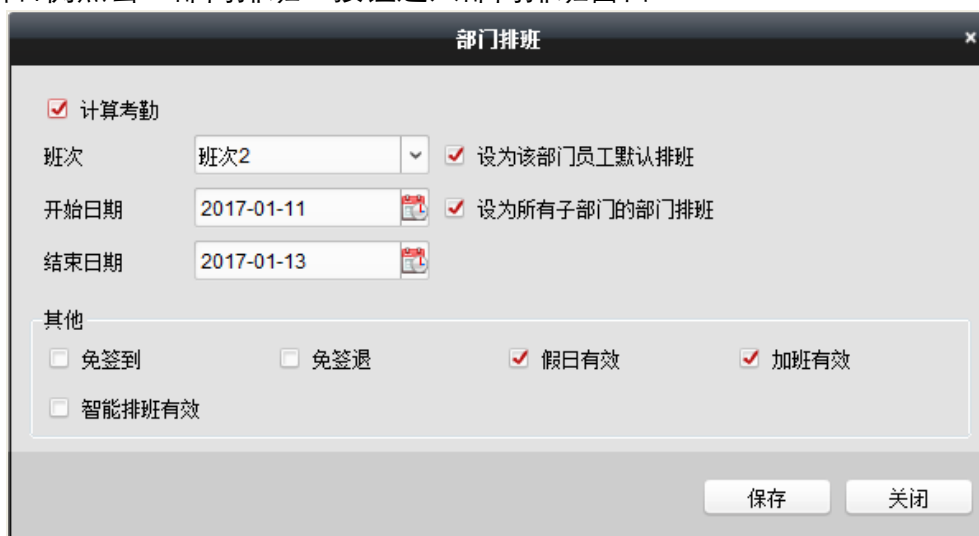 部门排班
计算考勤
班次 班次2 设为该部门员工默认排班
开始日期 2017-01-11 设为所有子部门的部门排班
结束日期 2017-01-13
其他
免签到 免签退 假日有效 加班有效
智能排班有效
保存 关闭